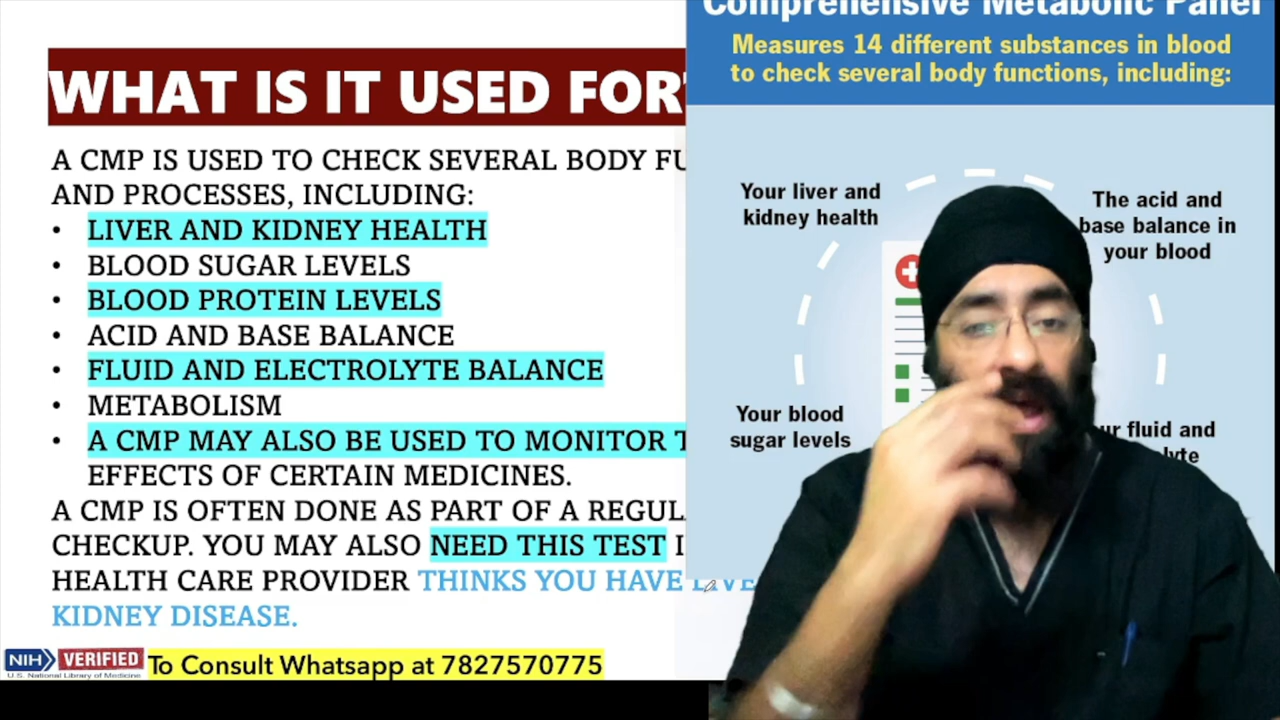 WHAT IS IT USED FOR
A CMP IS USED TO CHECK SEVERAL BODY FU
AND PROCESSES, INCLUDING:
• LIVER AND KIDNEY HEALTH
• BLOOD SUGAR LEVELS
• BLOOD PROTEIN LEVELS
• ACID AND BASE BALANCE
• FLUID AND ELECTROLYTE BALANCE
• METABOLISM
• A CMP MAY ALSO BE USED TO MONITOR T
EFFECTS OF CERTAIN MEDICINES.
A CMP IS OFTEN DONE AS PART OF A REGUL
CHECKUP. YOU MAY ALSO NEED THIS TEST I
HEALTH CARE PROVIDER THINKS YOU HAVE LIVE
KIDNEY DISEASE.
NIH VERIFIED
U.S. National Library of Medicine
To Consult Whatsapp at 7827570775
Comprehensive Metabolic Panel
Measures 14 different substances in blood
to check several body functions, including:
Your liver and
kidney health
The acid and
base balance in
your blood
Your blood
sugar levels
ur fluid and
lyte